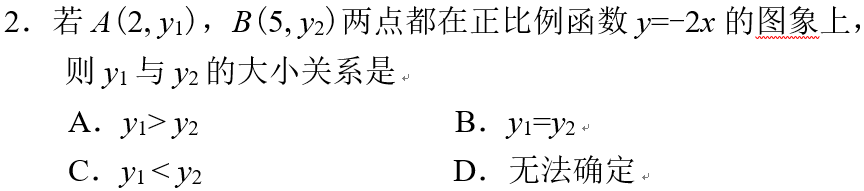 2．若 A(2, y₁)，B(5, y₂)两点都在正比例函数 y=−2x 的图象上，
则 y₁ 与 y₂ 的大小关系是
A．y₁> y₂ B．y₁=y₂
C．y₁ < y₂ D．无法确定